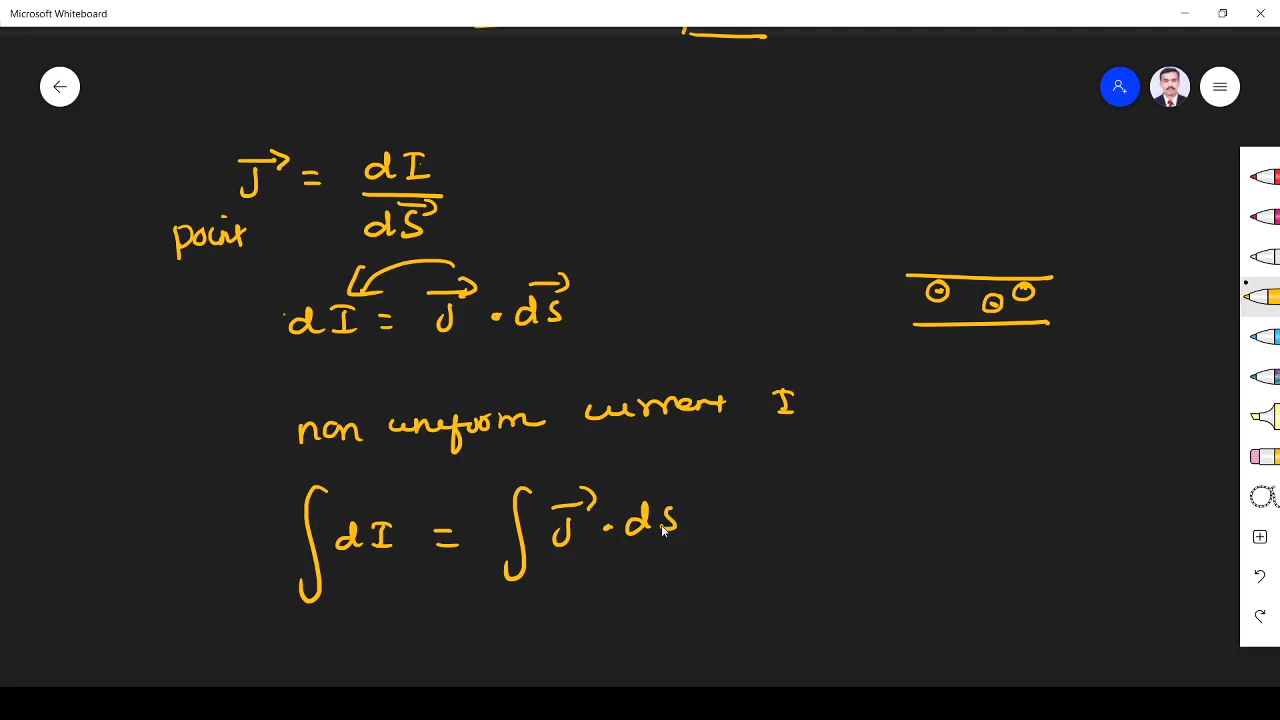 Microsoft Whiteboard
J⃗ = dI / dS⃗
point
dI = J⃗ · dS⃗
non uniform current I
∫ dI = ∫ J⃗ · dS